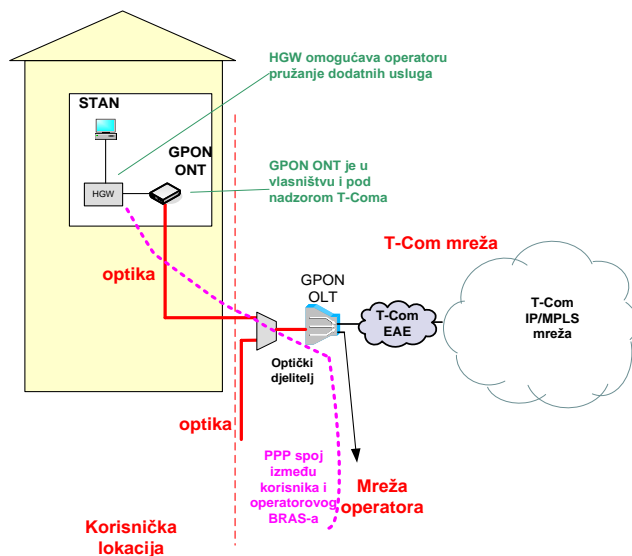 HGW omogućava operatoru
pružanje dodatnih usluga
STAN
GPON
ONT
HGW
GPON ONT je u
vlasništvu i pod
nadzorom T-Coma
T-Com mreža
optika
GPON
OLT
T-Com
EAE
T-Com
IP/MPLS
mreža
Optički
djelitelj
optika
PPP spoj
između
korisnika i
operatorovog
BRAS-a
Mreža
operatora
Korisnička
lokacija